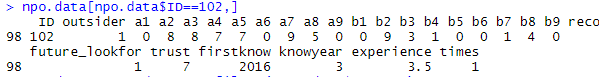 > npo.data[npo.data$ID==102,]
ID outsider a1 a2 a3 a4 a5 a6 a7 a8 a9 b1 b2 b3 b4 b5 b6 b7 b8 b9 reco
98 102 1 0 8 8 7 7 0 9 5 0 0 9 3 1 0 0 1 4 0
future_lookfor trust firstknow knowyear experience times
98 1 7 2016 3 3.5 1